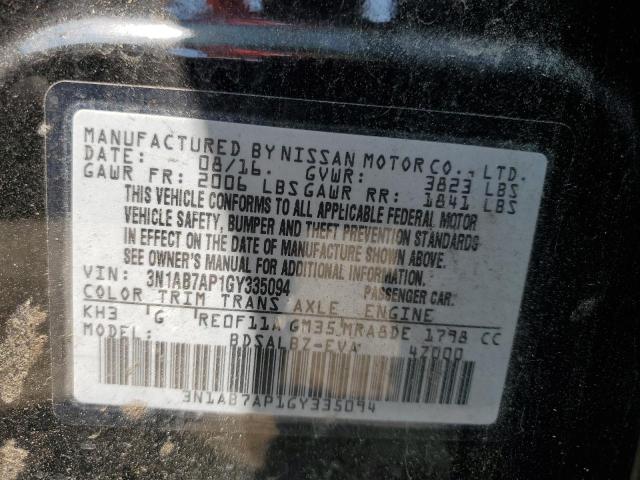 MANUFACTURED BY NISSAN MOTOR CO., LTD.
DATE: 08/16. GVWR: 3823 LBS
GAWR FR: 2006 LBS GAWR RR: 1841 LBS
THIS VEHICLE CONFORMS TO ALL APPLICABLE FEDERAL MOTOR
VEHICLE SAFETY, BUMPER AND THEFT PREVENTION STANDARDS
IN EFFECT ON THE DATE OF MANUFACTURE SHOWN ABOVE.
SEE OWNER'S MANUAL FOR ADDITIONAL INFORMATION.
VIN: 3N1AB7AP1GY335094 PASSENGER CAR.
COLOR TRIM TRANS AXLE ENGINE
KH3 G RE0F11A GM35 MRA8DE 1798 CC
MODEL: BDSALBZ-EVA 4Z000
3N1AB7AP1GY335094